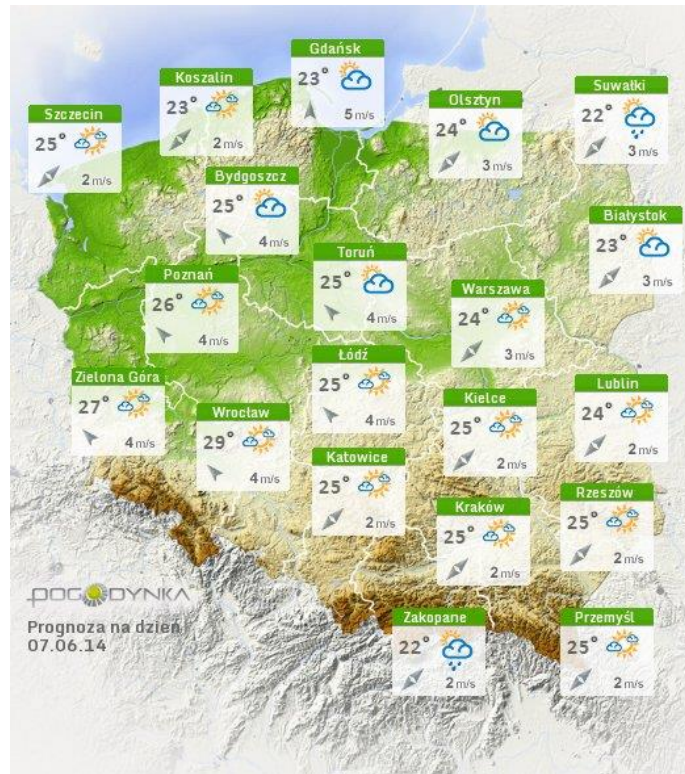 Gdańsk
23°
5 m/s
Koszalin
23°
2 m/s
Szczecin
25°
2 m/s
Olsztyn
24°
3 m/s
Suwałki
22°
3 m/s
Bydgoszcz
25°
4 m/s
Białystok
23°
3 m/s
Toruń
25°
4 m/s
Poznań
26°
4 m/s
Warszawa
24°
3 m/s
Łódź
25°
4 m/s
Zielona Góra
27°
4 m/s
Wrocław
29°
4 m/s
Kielce
25°
2 m/s
Lublin
24°
2 m/s
Katowice
25°
2 m/s
Kraków
25°
2 m/s
Rzeszów
25°
2 m/s
POGODYNKA
Prognoza na dzień
07.06.14
Zakopane
22°
2 m/s
Przemyśl
25°
2 m/s